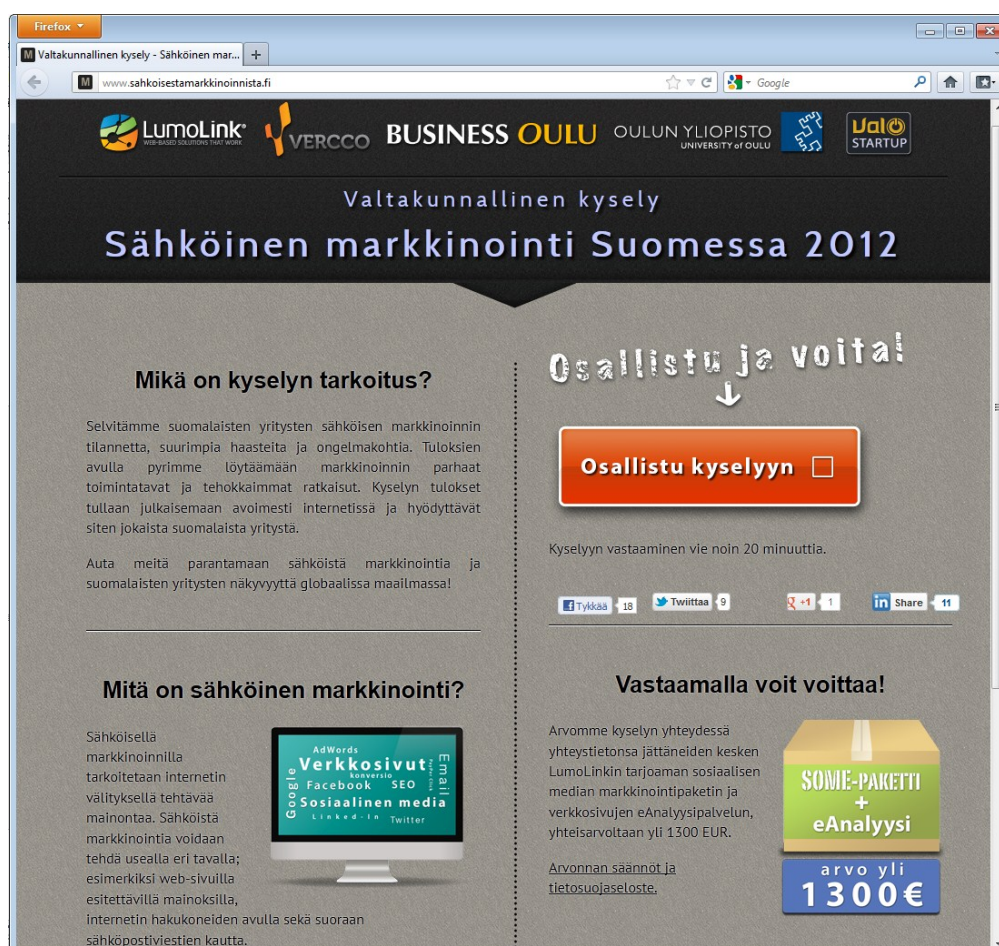 Firefox
Valtakunnallinen kysely - Sähköinen mar...
www.sahkoisestamarkkinoinnista.fi
Google
LUMOLINK
WEB-BASED SOLUTIONS THAT WORK
VERCCO
BUSINESS OULU
OULUN YLIOPISTO
UNIVERSITY of OULU
Valo
STARTUP
Valtakunnallinen kysely
Sähköinen markkinointi Suomessa 2012
Mikä on kyselyn tarkoitus?
Selvitämme suomalaisten yritysten sähköisen markkinoinnin
tilannetta, suurimpia haasteita ja ongelmakohtia. Tuloksien
avulla pyrimme löytäämään markkinoinnin parhaat
toimintatavat ja tehokkaimmat ratkaisut. Kyselyn tulokset
tullaan julkaisemaan avoimesti internetissä ja hyödyttävät
siten jokaista suomalaista yritystä.
Auta meitä parantamaan sähköistä markkinointia ja
suomalaisten yritysten näkyvyyttä globaalissa maailmassa!
Osallistu ja voita!
Osallistu kyselyyn
Kyselyyn vastaaminen vie noin 20 minuuttia.
Tykkää 18
Twiittaa 9
+1 1
in Share 11
Mitä on sähköinen markkinointi?
Sähköisellä
markkinoinnilla
tarkoitetaan internetin
välityksellä tehtävää
mainontaa. Sähköistä
markkinointia voidaan
tehdä usealla eri tavalla;
esimerkiksi web-sivuilla
esitettävillä mainoksilla,
internetin hakukoneiden avulla sekä suoraan
sähköpostiviestien kautta.
AdWords
Verkkosivut
konversio
Facebook SEO
Sosiaalinen media
Linked-In Twitter
Google
Email
Vastaamalla voit voittaa!
Arvomme kyselyn yhteydessä
yhteystietonsa jättäneiden kesken
LumoLinkin tarjoaman sosiaalisen
median markkinointipaketin ja
verkkosivujen eAnalyysipalvelun,
yhteisarvoltaan yli 1300 EUR.
Arvonnan säännöt ja
tietosuojaseloste.
SOME-PAKETTI
+
eAnalyysi
arvo yli
1300€